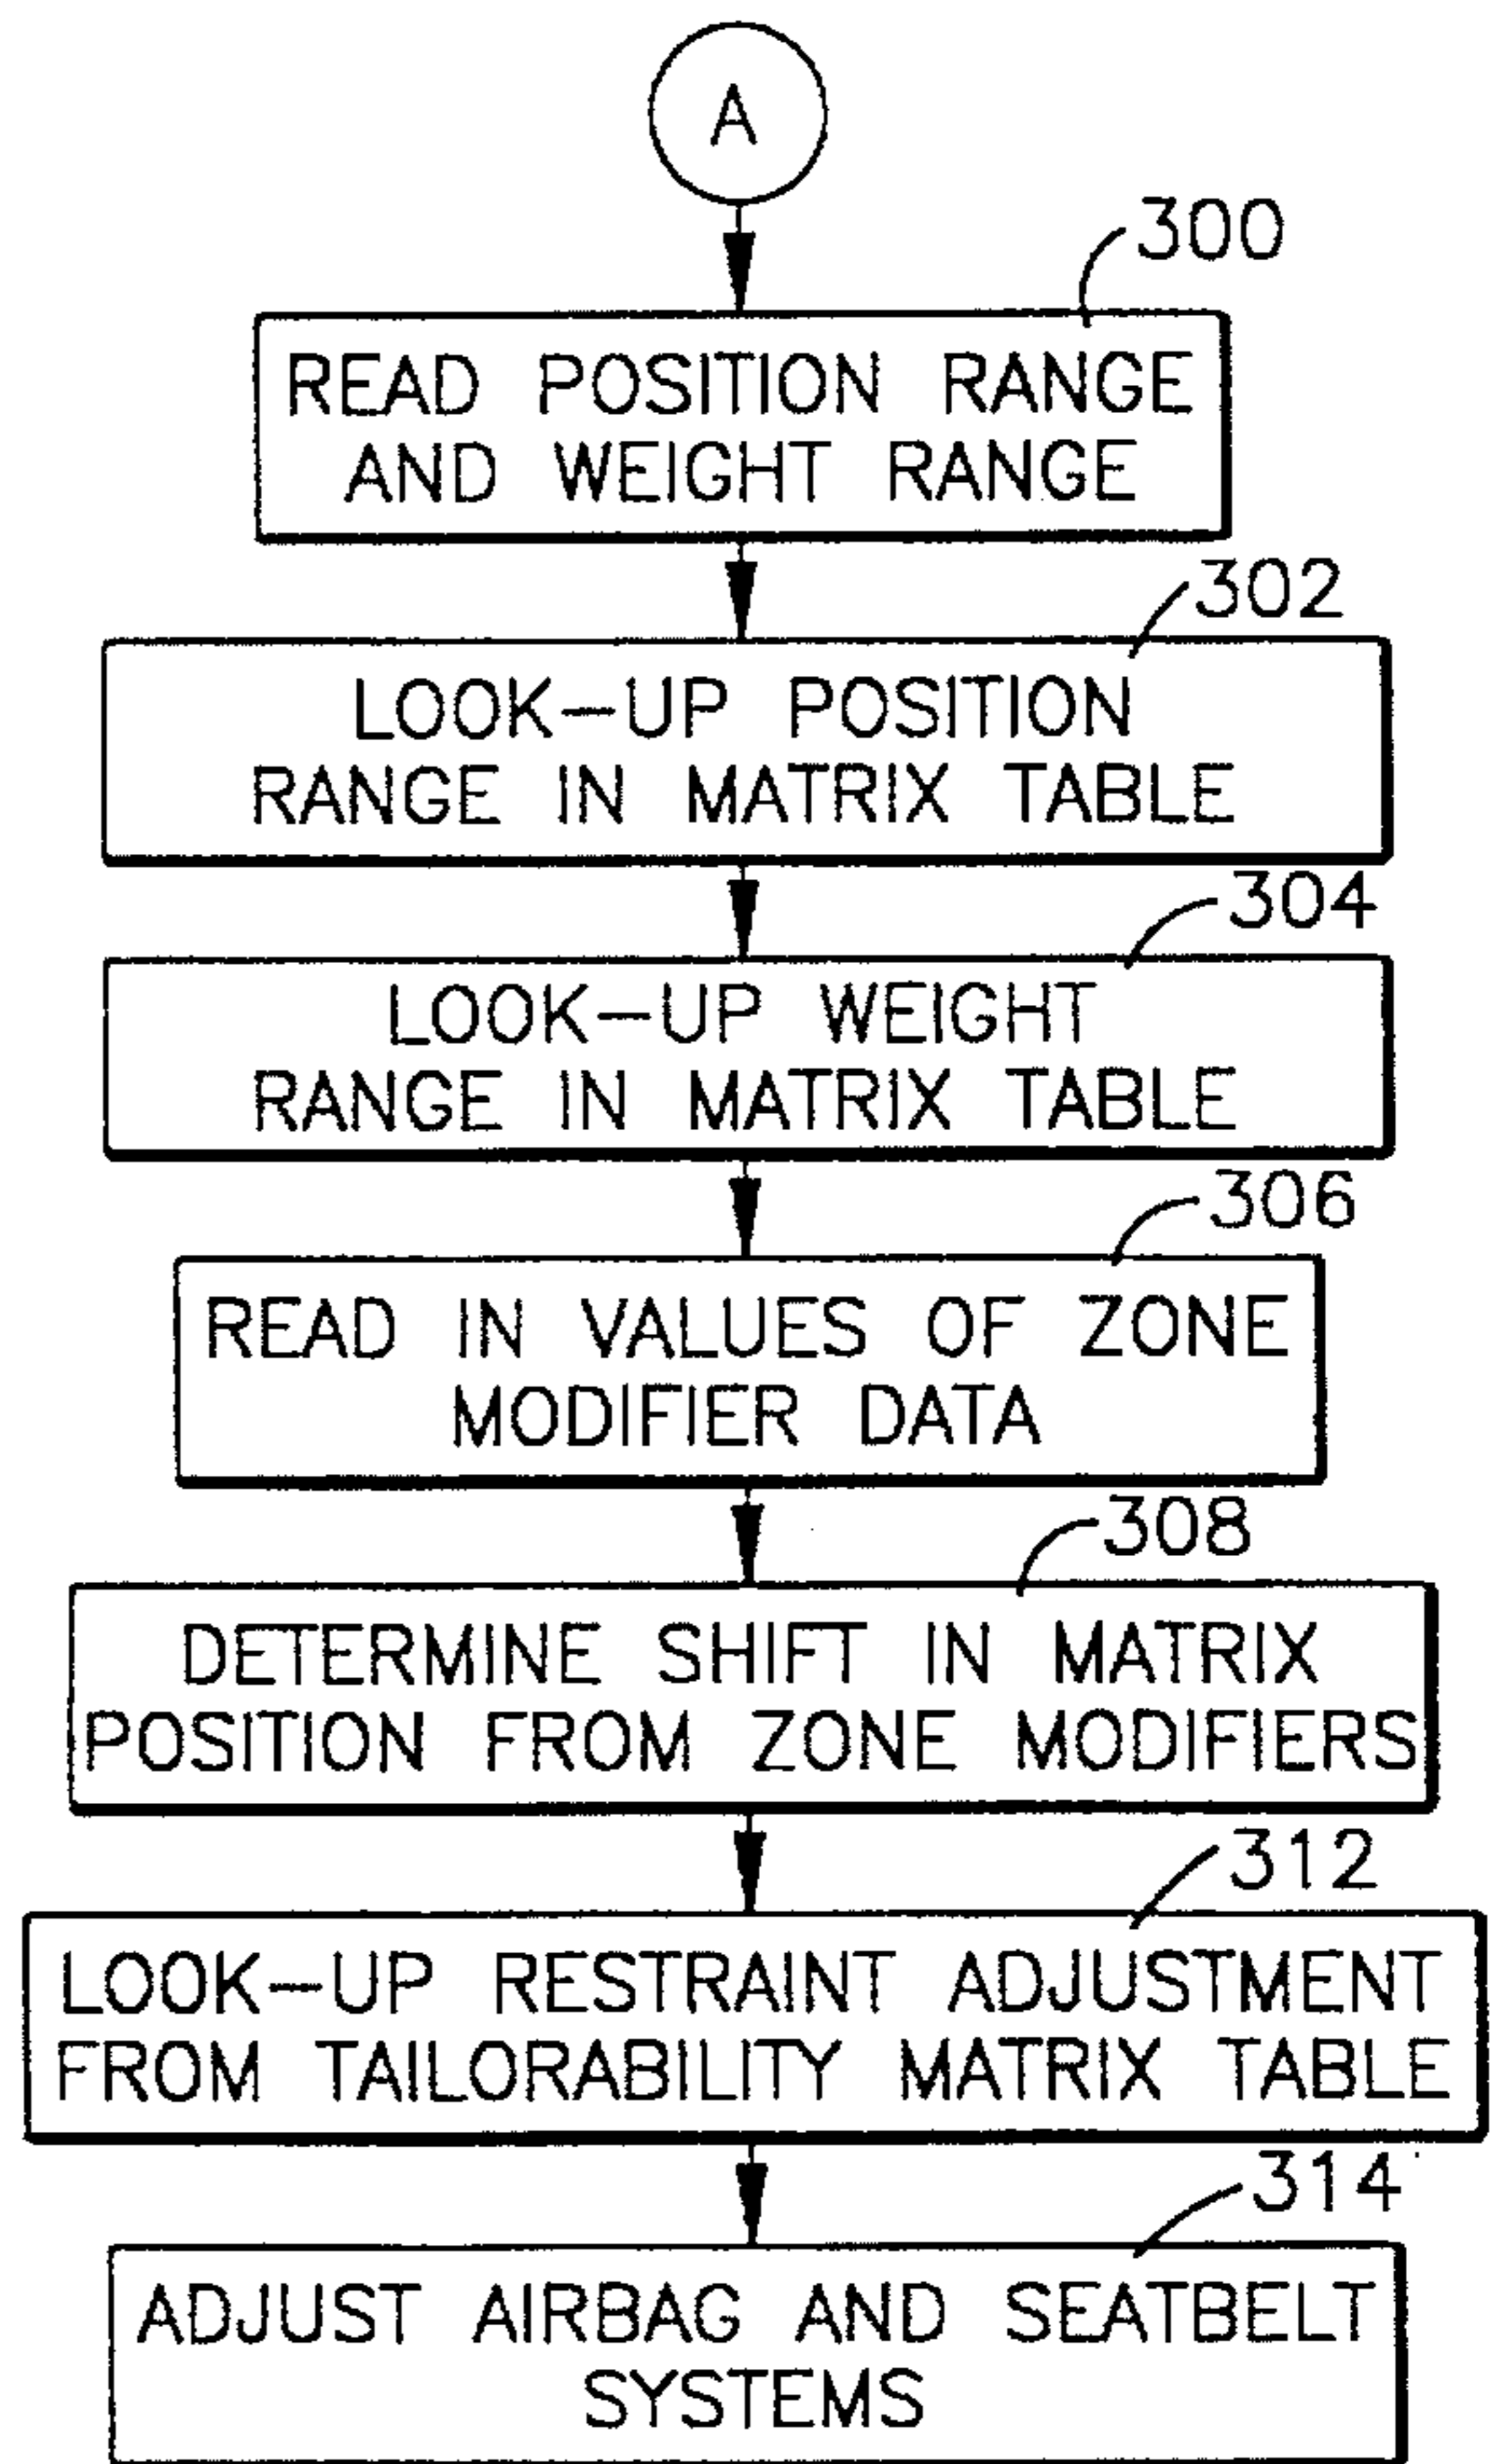 A
300
READ POSITION RANGE
AND WEIGHT RANGE
302
LOOK-UP POSITION
RANGE IN MATRIX TABLE
304
LOOK-UP WEIGHT
RANGE IN MATRIX TABLE
306
READ IN VALUES OF ZONE
MODIFIER DATA
308
DETERMINE SHIFT IN MATRIX
POSITION FROM ZONE MODIFIERS
312
LOOK-UP RESTRAINT ADJUSTMENT
FROM TAILORABILITY MATRIX TABLE
314
ADJUST AIRBAG AND SEATBELT
SYSTEMS